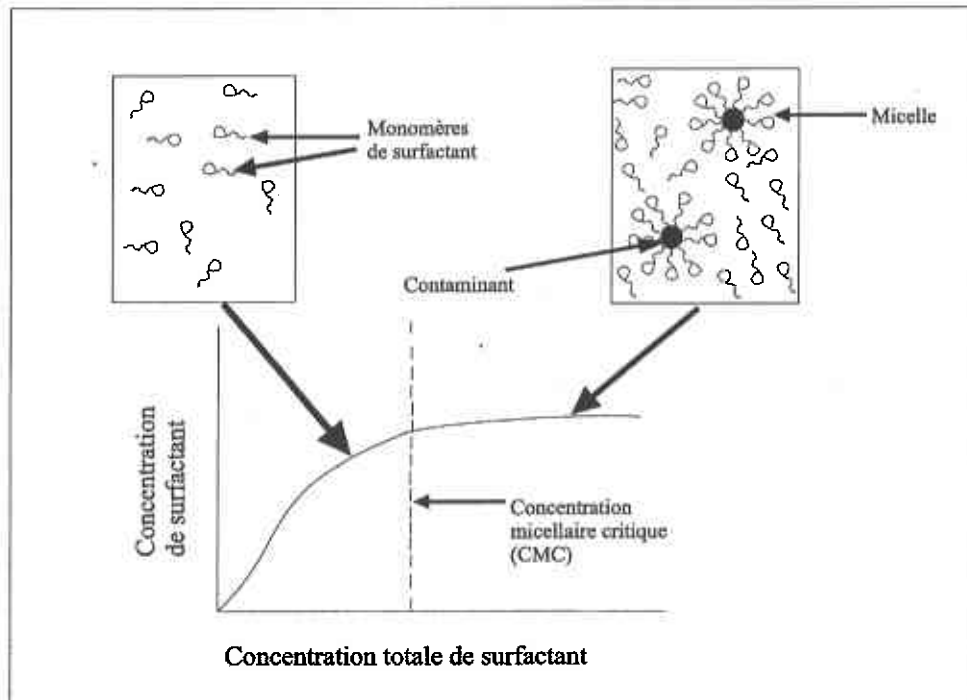 Monomères
de surfactant
Micelle
Contaminant
Concentration
de surfactant
Concentration
micellaire critique
(CMC)
Concentration totale de surfactant